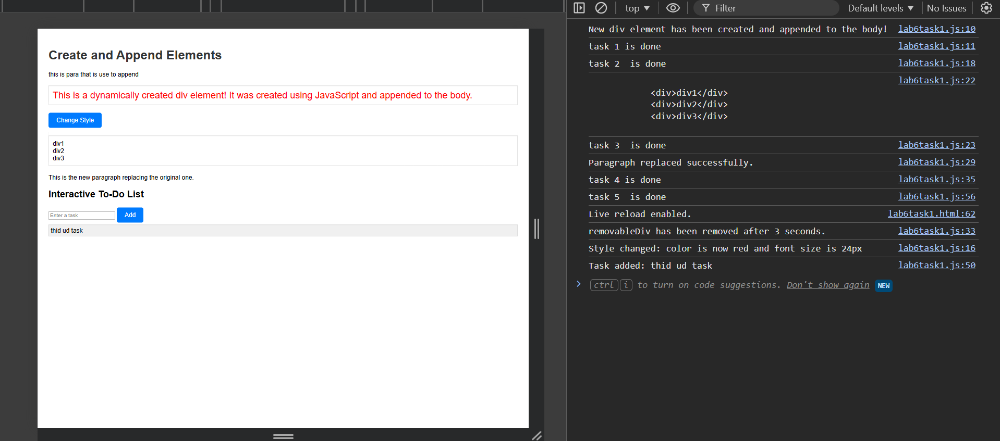 Create and Append Elements
this is para that is use to append
This is a dynamically created div element! It was created using JavaScript and appended to the body.
Change Style
div1
div2
div3
This is the new paragraph replacing the original one.
Interactive To-Do List
Enter a task Add
thid ud task
top Filter Default levels No Issues
New div element has been created and appended to the body! lab6task1.js:10
task 1 is done lab6task1.js:11
task 2  is done lab6task1.js:18
lab6task1.js:22
<div>div1</div>
<div>div2</div>
<div>div3</div>
task 3  is done lab6task1.js:23
Paragraph replaced successfully. lab6task1.js:29
task 4 is done lab6task1.js:35
task 5  is done lab6task1.js:56
Live reload enabled. lab6task1.html:62
removableDiv has been removed after 3 seconds. lab6task1.js:33
Style changed: color is now red and font size is 24px lab6task1.js:16
Task added: thid ud task lab6task1.js:50
ctrl i to turn on code suggestions. Don't show again NEW